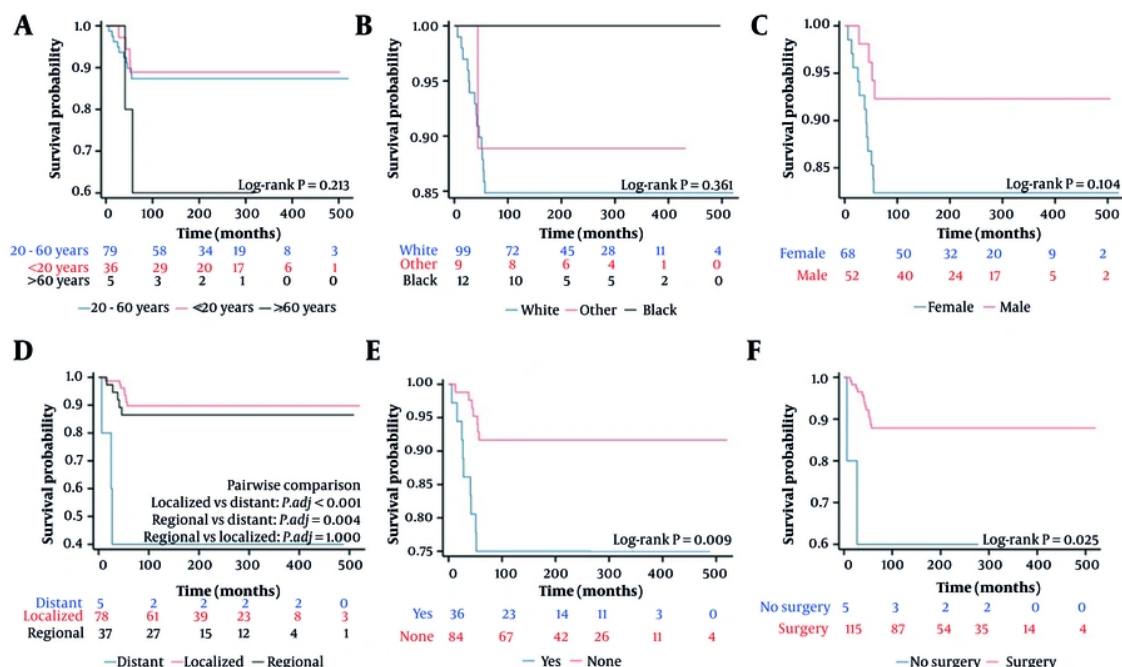 A
Survival probability
1.0
0.9
0.8
0.7
0.6
Log-rank P = 0.213
0 100 200 300 400 500
Time (months)
20 - 60 years 79 58 34 19 8 3
<20 years 36 29 20 17 6 1
>60 years 5 3 2 1 0 0
20 - 60 years <20 years >60 years
B
Survival probability
1.00
0.95
0.90
0.85
Log-rank P = 0.361
0 100 200 300 400 500
Time (months)
White 99 72 45 28 11 4
Other 9 8 6 4 1 0
Black 12 10 5 5 2 0
White Other Black
C
Survival probability
1.00
0.95
0.90
0.85
Log-rank P = 0.104
0 100 200 300 400 500
Time (months)
Female 68 50 32 20 9 2
Male 52 40 24 17 5 2
Female Male
D
Survival probability
1.0
0.9
0.8
0.7
0.6
0.5
0.4
Pairwise comparison
Localized vs distant: P.adj < 0.001
Regional vs distant: P.adj = 0.004
Regional vs localized: P.adj = 1.000
0 100 200 300 400 500
Time (months)
Distant 5 2 2 2 2 0
Localized 78 61 39 23 8 3
Regional 37 27 15 12 4 1
Distant Localized Regional
E
Survival probability
1.00
0.95
0.90
0.85
0.80
0.75
Log-rank P = 0.009
0 100 200 300 400 500
Time (months)
Yes 36 23 14 11 3 0
None 84 67 42 26 11 4
Yes None
F
Survival probability
1.0
0.9
0.8
0.7
0.6
Log-rank P = 0.025
0 100 200 300 400 500
Time (months)
No surgery 5 3 2 2 0 0
Surgery 115 87 54 35 14 4
No surgery Surgery